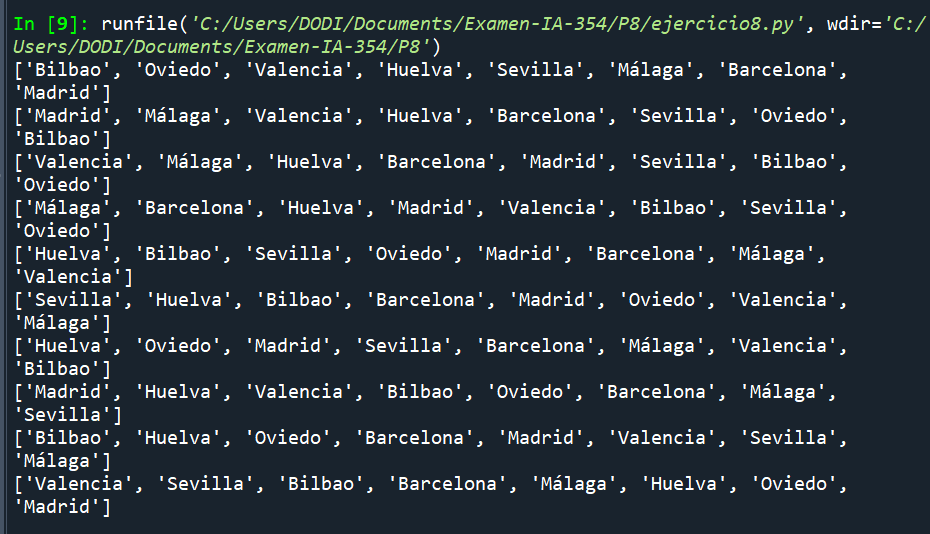 In [9]: runfile('C:/Users/DODI/Documents/Examen-IA-354/P8/ejercicio8.py', wdir='C:/
Users/DODI/Documents/Examen-IA-354/P8')
['Bilbao', 'Oviedo', 'Valencia', 'Huelva', 'Sevilla', 'Málaga', 'Barcelona',
'Madrid']
['Madrid', 'Málaga', 'Valencia', 'Huelva', 'Barcelona', 'Sevilla', 'Oviedo',
'Bilbao']
['Valencia', 'Málaga', 'Huelva', 'Barcelona', 'Madrid', 'Sevilla', 'Bilbao',
'Oviedo']
['Málaga', 'Barcelona', 'Huelva', 'Madrid', 'Valencia', 'Bilbao', 'Sevilla',
'Oviedo']
['Huelva', 'Bilbao', 'Sevilla', 'Oviedo', 'Madrid', 'Barcelona', 'Málaga',
'Valencia']
['Sevilla', 'Huelva', 'Bilbao', 'Barcelona', 'Madrid', 'Oviedo', 'Valencia',
'Málaga']
['Huelva', 'Oviedo', 'Madrid', 'Sevilla', 'Barcelona', 'Málaga', 'Valencia',
'Bilbao']
['Madrid', 'Huelva', 'Valencia', 'Bilbao', 'Oviedo', 'Barcelona', 'Málaga',
'Sevilla']
['Bilbao', 'Huelva', 'Oviedo', 'Barcelona', 'Madrid', 'Valencia', 'Sevilla',
'Málaga']
['Valencia', 'Sevilla', 'Bilbao', 'Barcelona', 'Málaga', 'Huelva', 'Oviedo',
'Madrid']